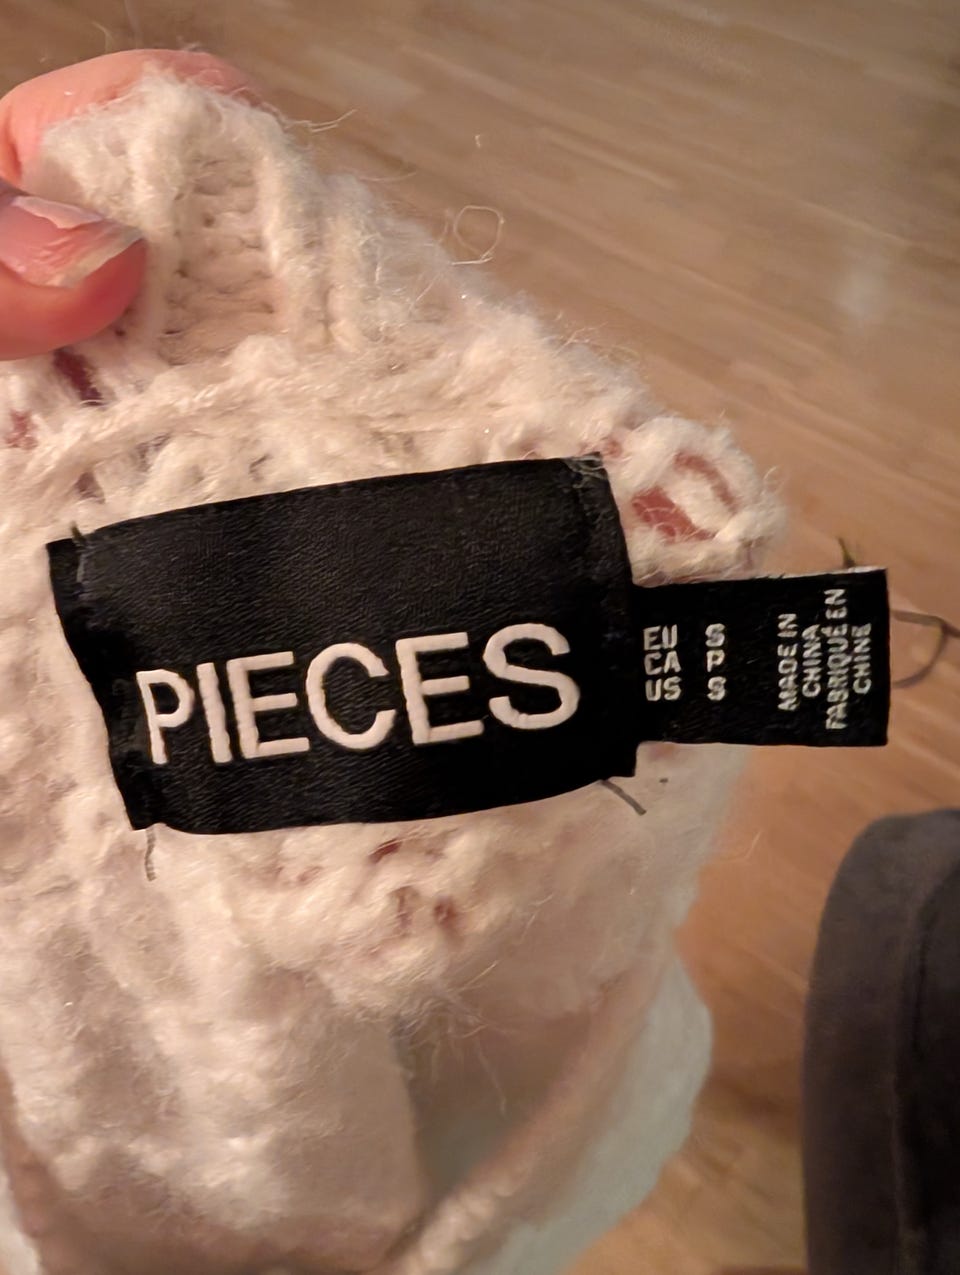 PIECES
EU S
CA P
US S
MADE IN
CHINA
FABRIQUÉ EN
CHINE